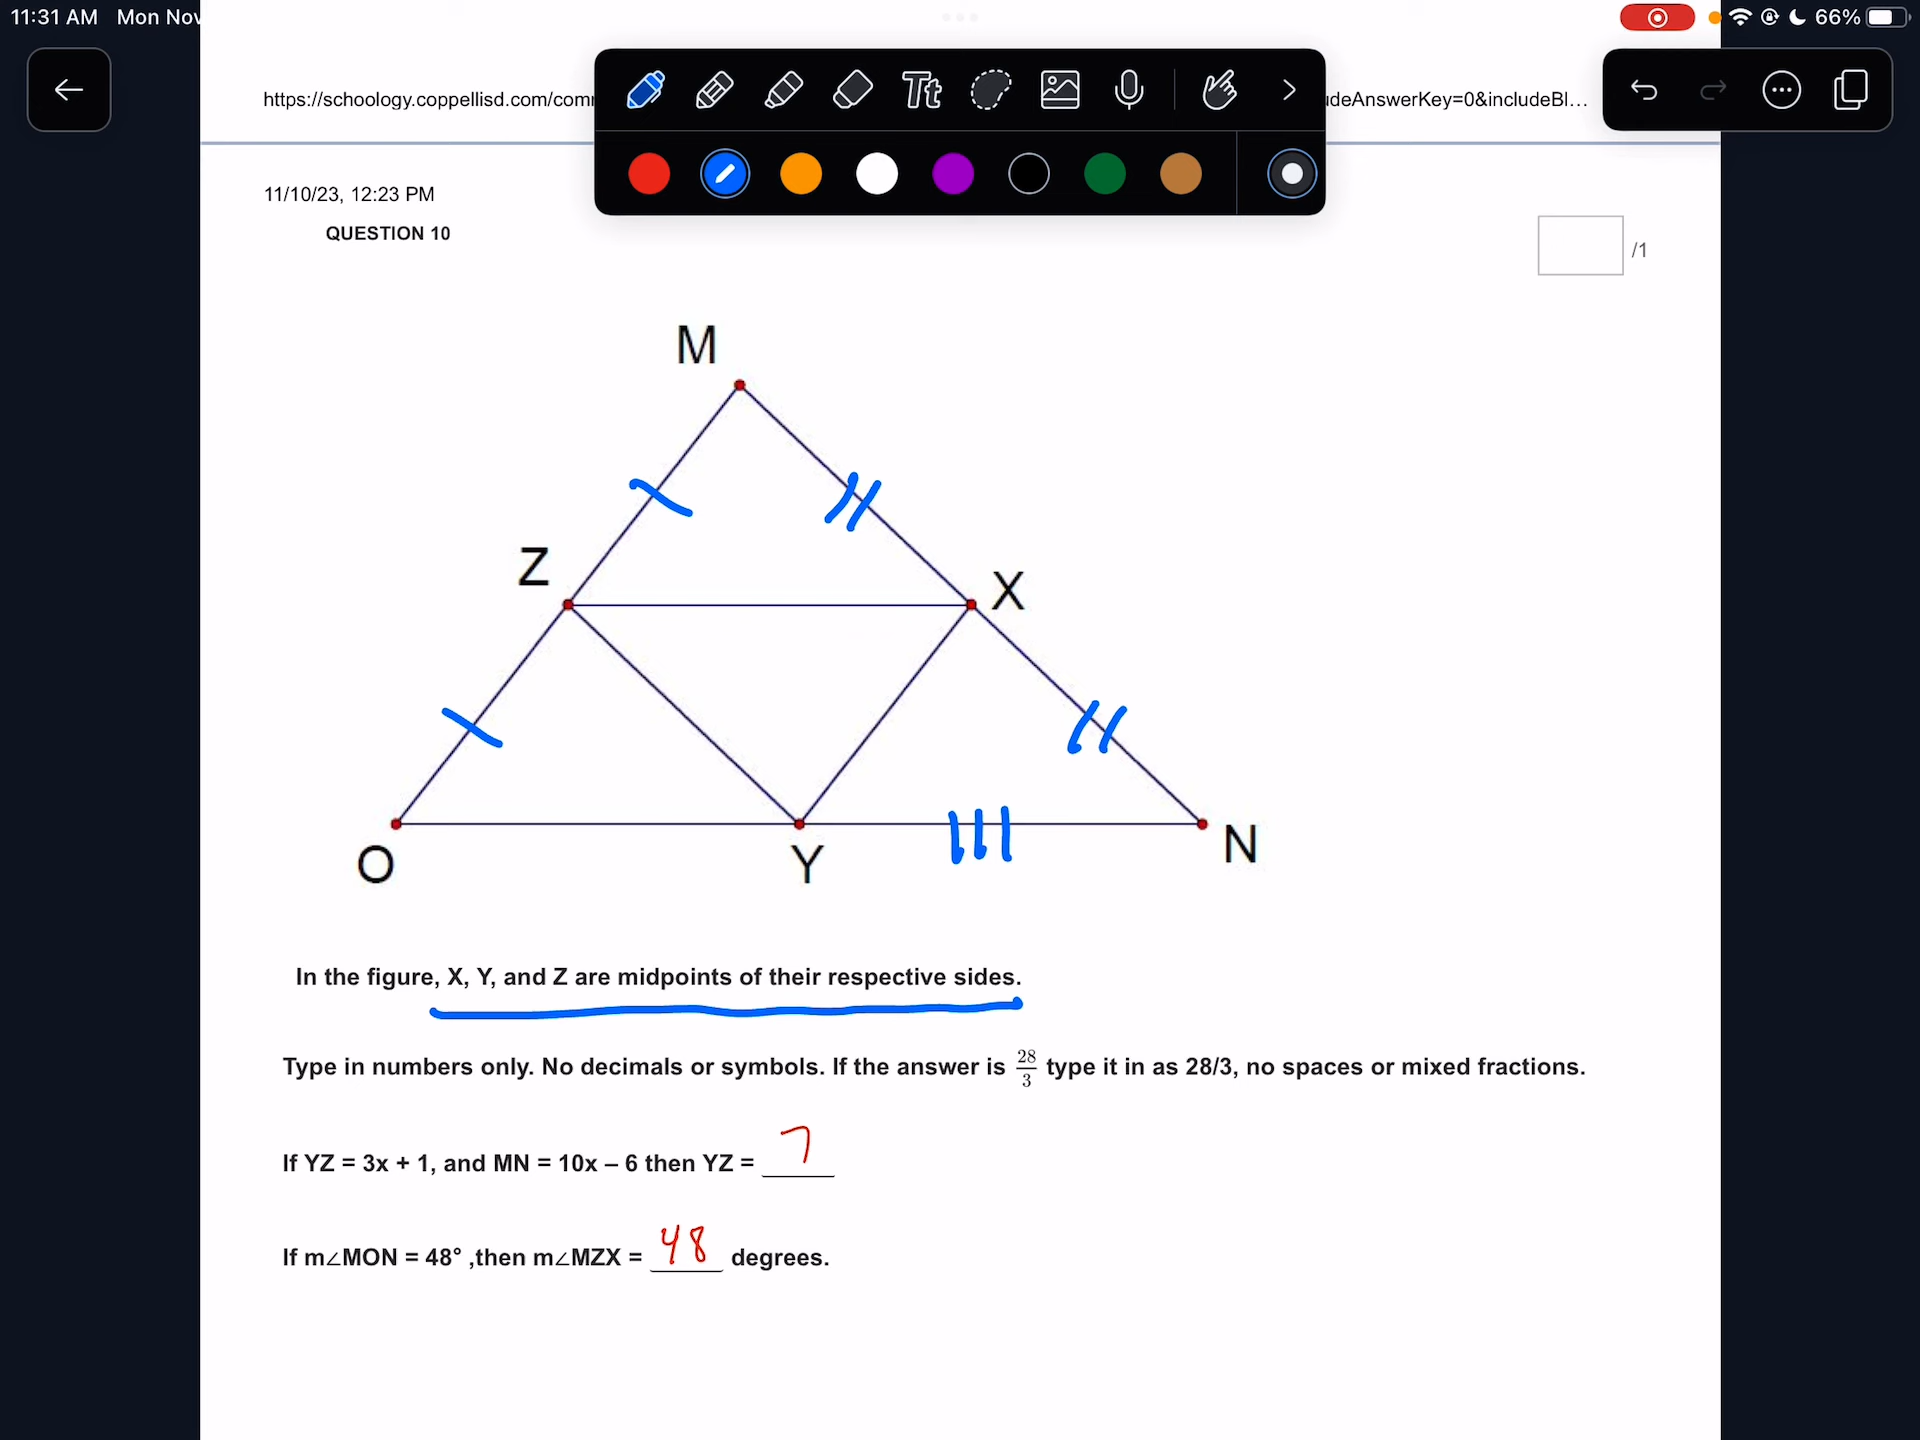 11:31 AM Mon Nov
66%
https://schoology.coppellisd.com/com
udeAnswerKey=0&includeBl...
Tt
11/10/23, 12:23 PM
QUESTION 10
/1
M
Z
X
O
Y
N
In the figure, X, Y, and Z are midpoints of their respective sides.
Type in numbers only. No decimals or symbols. If the answer is 28/3 type it in as 28/3, no spaces or mixed fractions.
If YZ = 3x + 1, and MN = 10x – 6 then YZ = 7
If m∠MON = 48° ,then m∠MZX = 48 degrees.